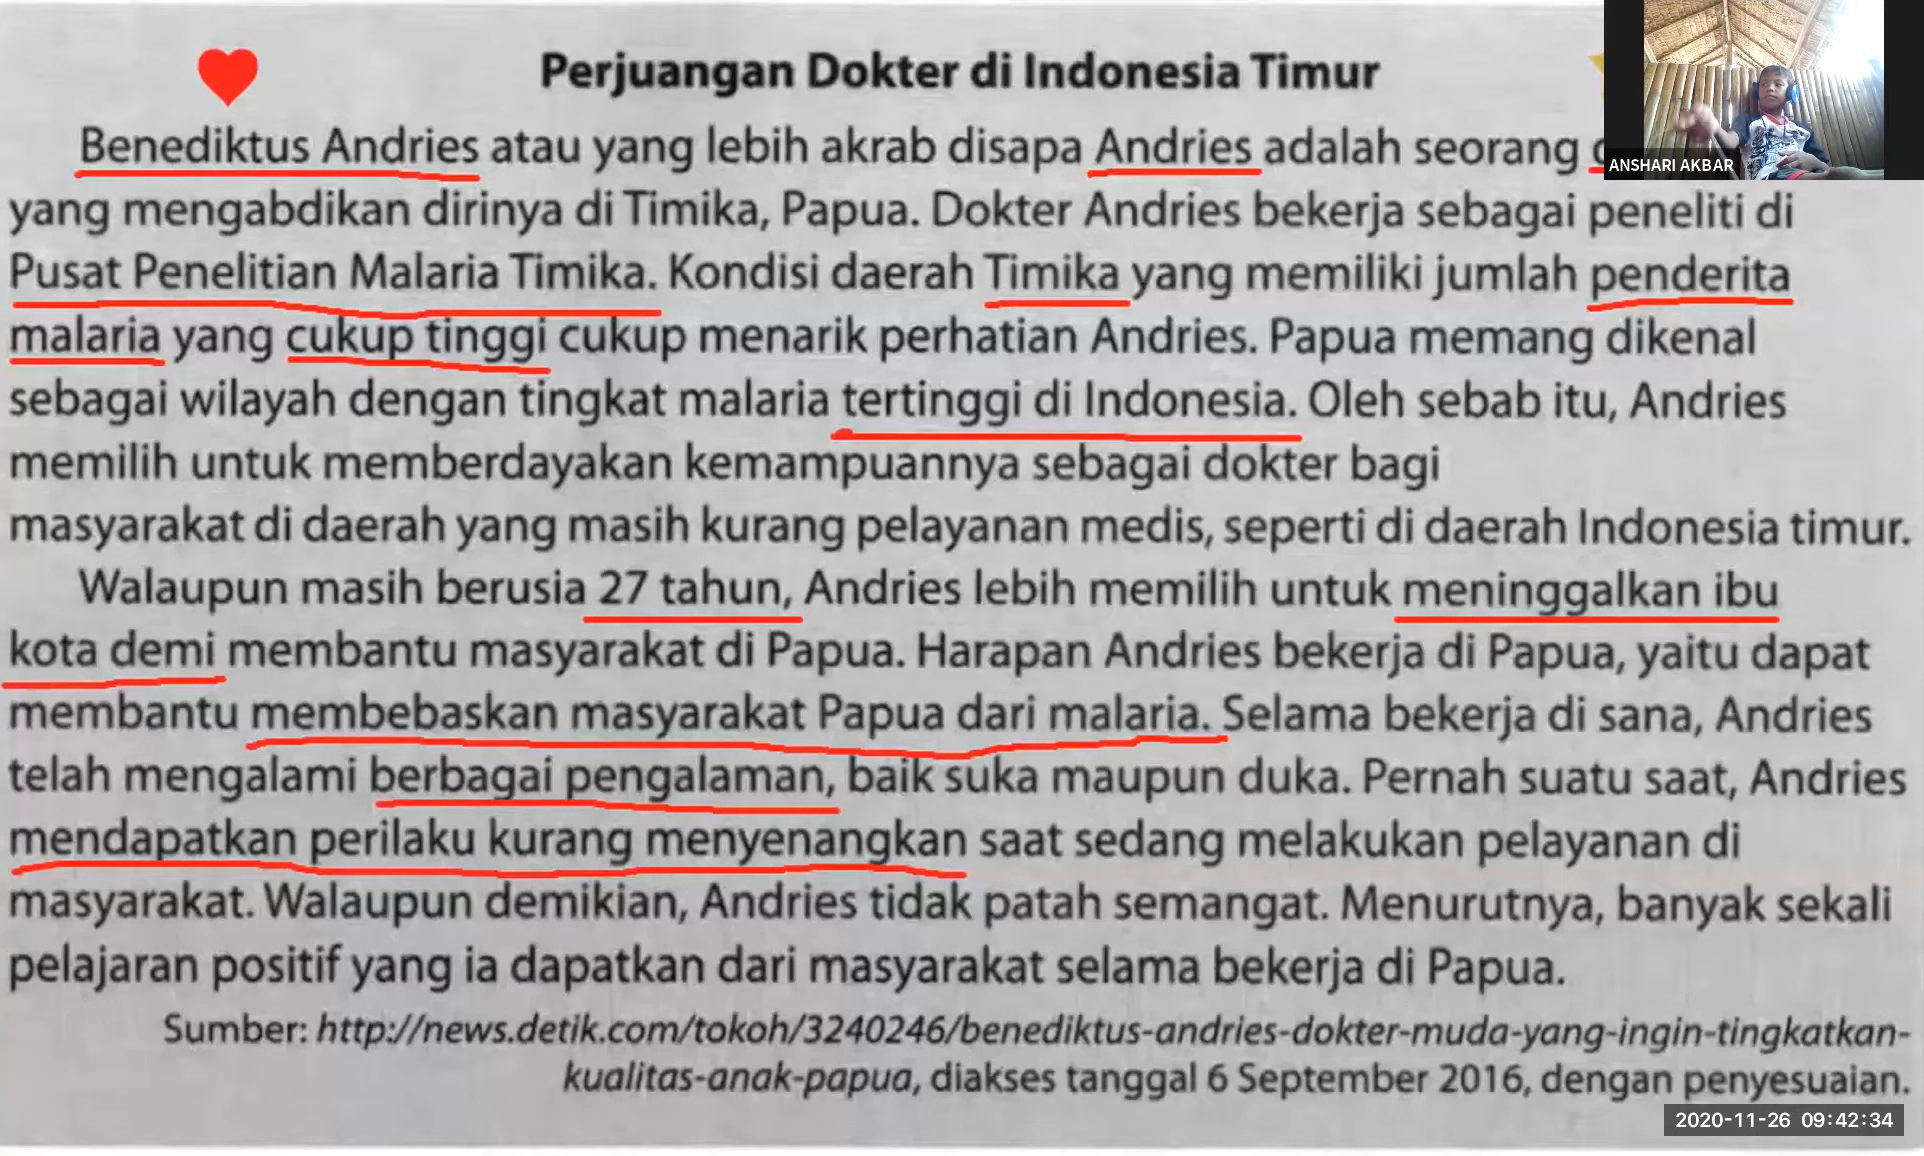 Perjuangan Dokter di Indonesia Timur
Benediktus Andries atau yang lebih akrab disapa Andries adalah seorang
ANSHARI AKBAR
yang mengabdikan dirinya di Timika, Papua. Dokter Andries bekerja sebagai peneliti di
Pusat Penelitian Malaria Timika. Kondisi daerah Timika yang memiliki jumlah penderita
malaria yang cukup tinggi cukup menarik perhatian Andries. Papua memang dikenal
sebagai wilayah dengan tingkat malaria tertinggi di Indonesia. Oleh sebab itu, Andries
memilih untuk memberdayakan kemampuannya sebagai dokter bagi
masyarakat di daerah yang masih kurang pelayanan medis, seperti di daerah Indonesia timur.
Walaupun masih berusia 27 tahun, Andries lebih memilih untuk meninggalkan ibu
kota demi membantu masyarakat di Papua. Harapan Andries bekerja di Papua, yaitu dapat
membantu membebaskan masyarakat Papua dari malaria. Selama bekerja di sana, Andries
telah mengalami berbagai pengalaman, baik suka maupun duka. Pernah suatu saat, Andries
mendapatkan perilaku kurang menyenangkan saat sedang melakukan pelayanan di
masyarakat. Walaupun demikian, Andries tidak patah semangat. Menurutnya, banyak sekali
pelajaran positif yang ia dapatkan dari masyarakat selama bekerja di Papua.
Sumber: http://news.detik.com/tokoh/3240246/benediktus-andries-dokter-muda-yang-ingin-tingkatkan-
kualitas-anak-papua, diakses tanggal 6 September 2016, dengan penyesuaian.
2020-11-26 09:42:34